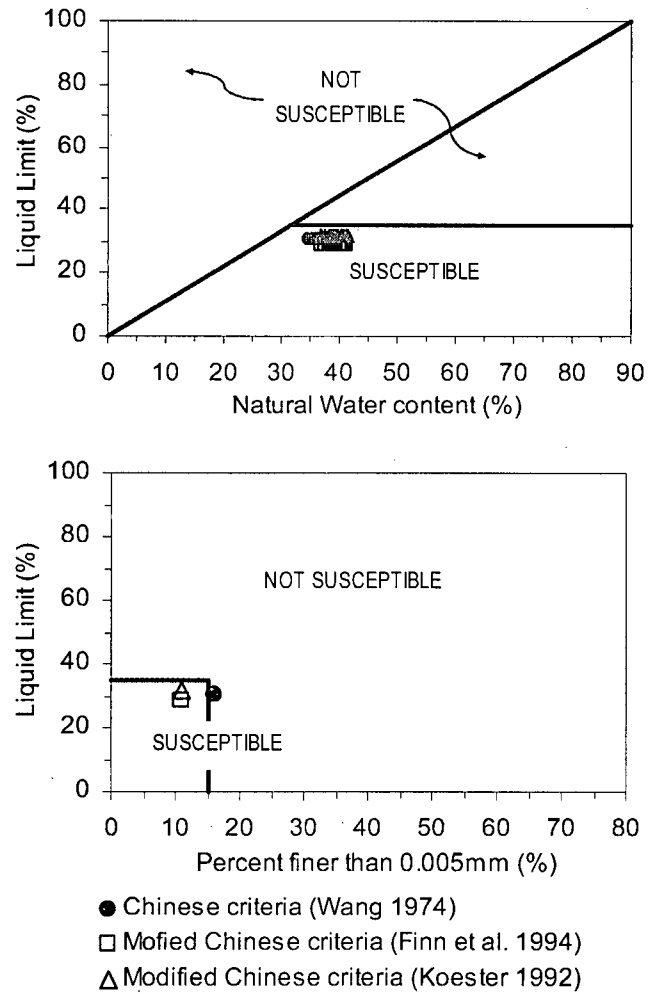 100
80
60
40
20
0
Liquid Limit (%)
NOT
SUSCEPTIBLE
SUSCEPTIBLE
0 10 20 30 40 50 60 70 80 90
Natural Water content (%)
100
80
60
40
20
0
Liquid Limit (%)
NOT SUSCEPTIBLE
SUSCEPTIBLE
0 10 20 30 40 50 60 70 80
Percent finer than 0.005mm (%)
Chinese criteria (Wang 1974)
Mofied Chinese criteria (Finn et al. 1994)
Modified Chinese criteria (Koester 1992)